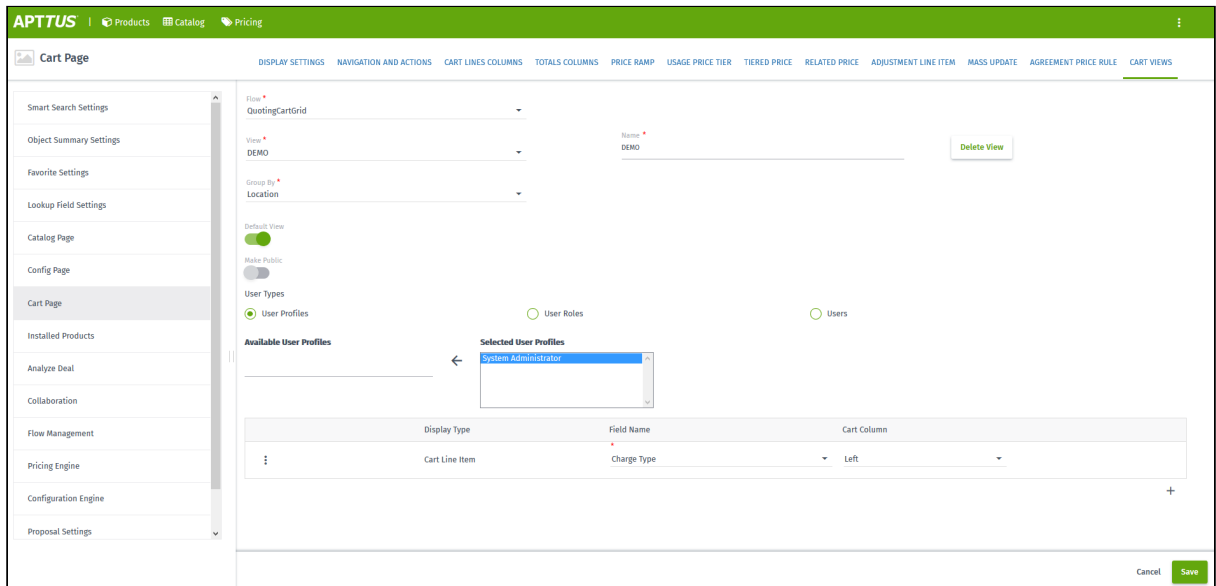 APTTUS Products Catalog Pricing
Cart Page
DISPLAY SETTINGS NAVIGATION AND ACTIONS CART LINES COLUMNS TOTALS COLUMNS PRICE RAMP USAGE PRICE TIER TIERED PRICE RELATED PRICE ADJUSTMENT LINE ITEM MASS UPDATE AGREEMENT PRICE RULE CART VIEWS
Smart Search Settings
Object Summary Settings
Favorite Settings
Lookup Field Settings
Catalog Page
Config Page
Cart Page
Installed Products
Analyze Deal
Collaboration
Flow Management
Pricing Engine
Configuration Engine
Proposal Settings
Flow *
QuotingCartGrid
View *
DEMO
Name *
DEMO
Delete View
Group By *
Location
Default View
Make Public
User Types
User Profiles User Roles Users
Available User Profiles Selected User Profiles
System Administrator
Display Type Field Name Cart Column
*
Cart Line Item Charge Type Left
+
Cancel Save